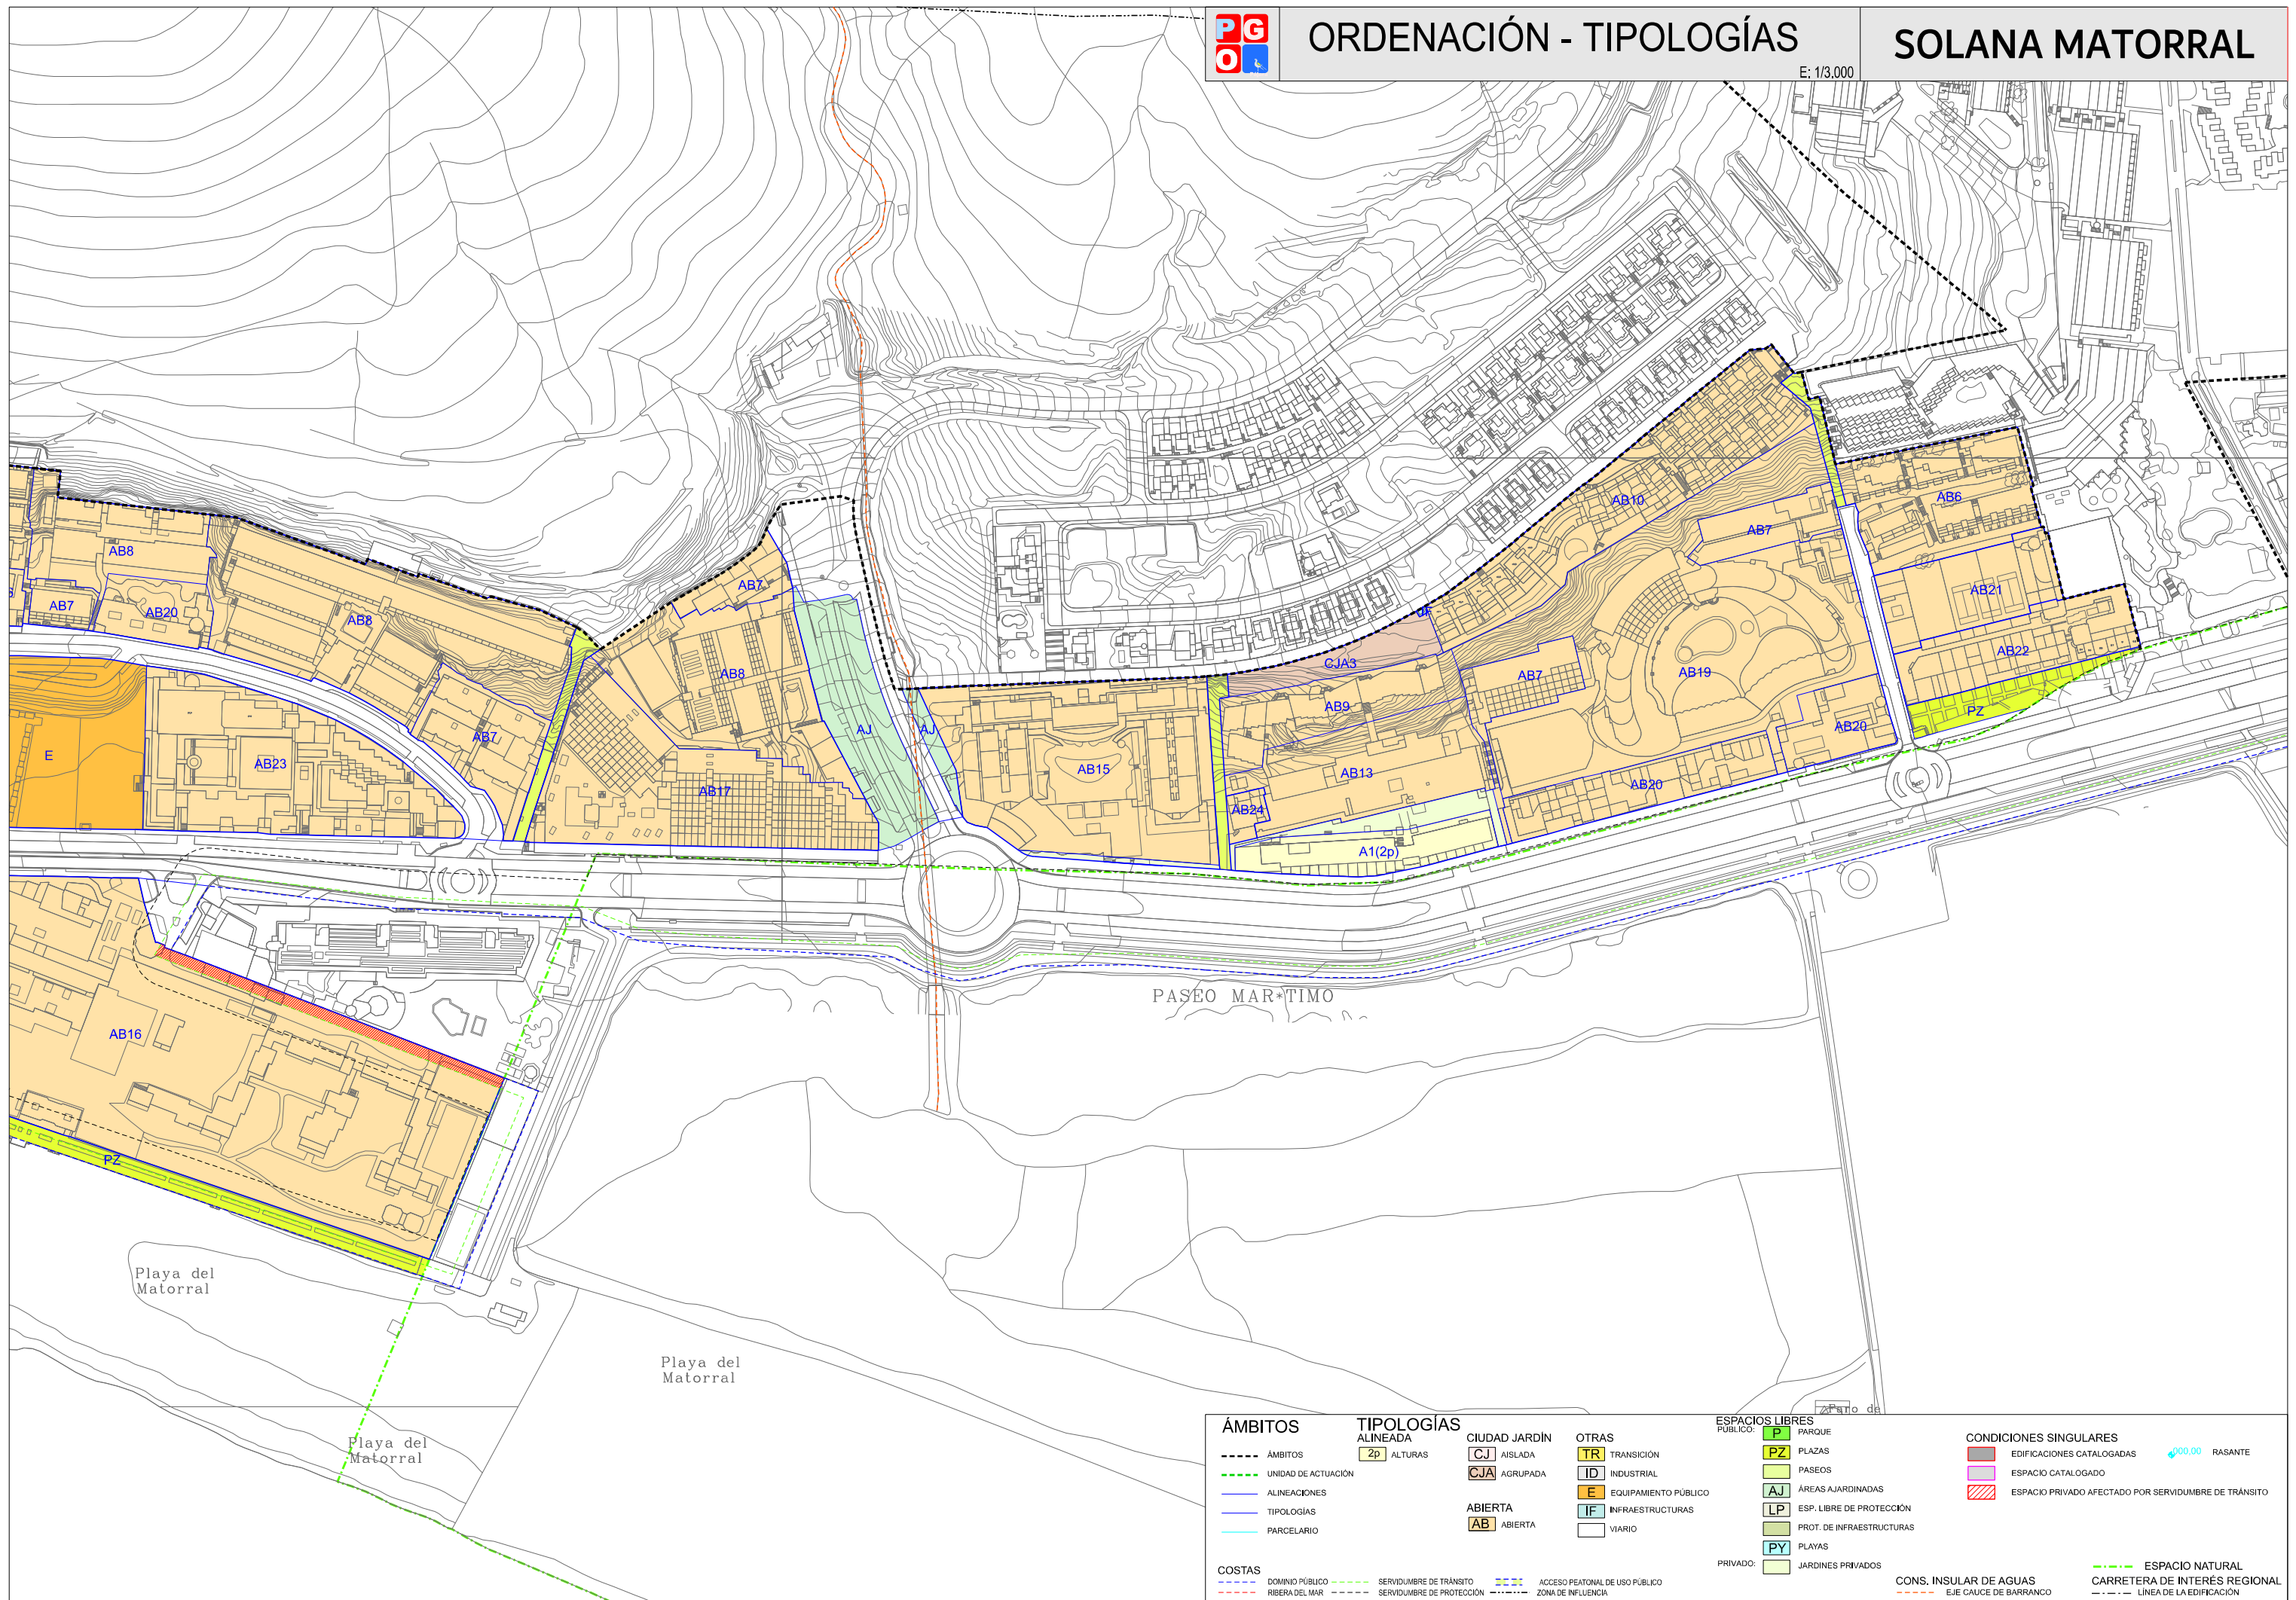 PGO
ORDENACIÓN - TIPOLOGÍAS
E: 1/3.000
SOLANA MATORRAL
AB10
AB6
AB7
AB8
AB7
AB21
AB7
AB20
AB8
dF
AB22
CJA3
AB8
AB7
AB19
AB9
PZ
AJ
AJ
AB20
AB7
E
AB23
AB15
AB13
AB20
AB17
AB24
A1(2p)
PASEO MAR*TIMO
AB16
PZ
Playa del
Matorral
Playa del
Matorral
Playa del
Matorral
de
ÁMBITOS
ÁMBITOS
UNIDAD DE ACTUACIÓN
ALINEACIONES
TIPOLOGÍAS
PARCELARIO
TIPOLOGÍAS
ALINEADA
2p ALTURAS
CIUDAD JARDÍN
CJ AISLADA
CJA AGRUPADA
ABIERTA
AB ABIERTA
OTRAS
TR TRANSICIÓN
ID INDUSTRIAL
E EQUIPAMIENTO PÚBLICO
IF INFRAESTRUCTURAS
VIARIO
ESPACIOS LIBRES
PÚBLICO:
P PARQUE
PZ PLAZAS
PASEOS
AJ ÁREAS AJARDINADAS
LP ESP. LIBRE DE PROTECCIÓN
PROT. DE INFRAESTRUCTURAS
PY PLAYAS
PRIVADO: JARDINES PRIVADOS
CONDICIONES SINGULARES
EDIFICACIONES CATALOGADAS
000,00 RASANTE
ESPACIO CATALOGADO
ESPACIO PRIVADO AFECTADO POR SERVIDUMBRE DE TRÁNSITO
COSTAS
DOMINIO PÚBLICO
RIBERA DEL MAR
SERVIDUMBRE DE TRÁNSITO
SERVIDUMBRE DE PROTECCIÓN
ACCESO PEATONAL DE USO PÚBLICO
ZONA DE INFLUENCIA
CONS. INSULAR DE AGUAS
EJE CAUCE DE BARRANCO
ESPACIO NATURAL
CARRETERA DE INTERÉS REGIONAL
LÍNEA DE LA EDIFICACIÓN